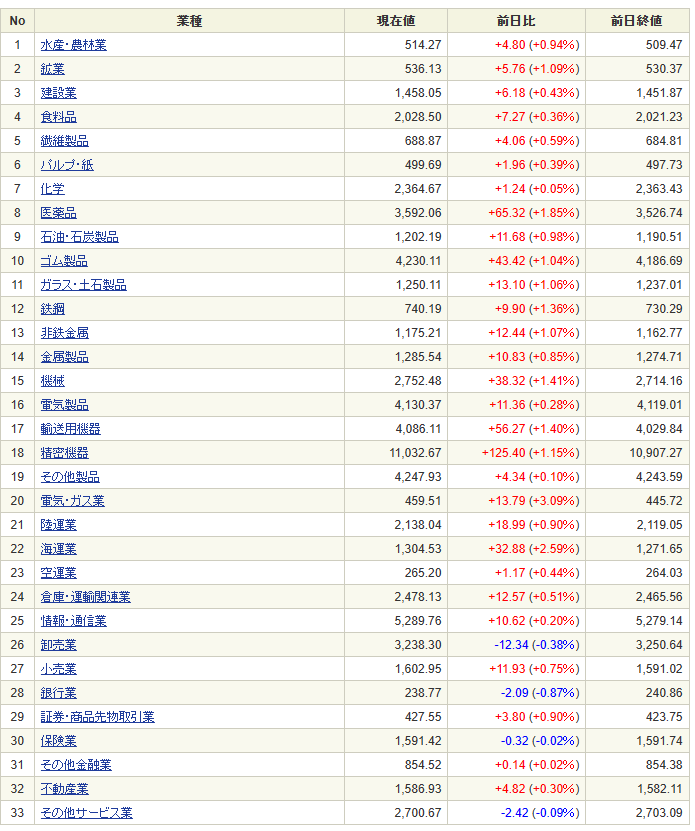 No 業種 現在値 前日比 前日終値
1 水産・農林業 514.27 +4.80 (+0.94%) 509.47
2 鉱業 536.13 +5.76 (+1.09%) 530.37
3 建設業 1,458.05 +6.18 (+0.43%) 1,451.87
4 食料品 2,028.50 +7.27 (+0.36%) 2,021.23
5 繊維製品 688.87 +4.06 (+0.59%) 684.81
6 パルプ・紙 499.69 +1.96 (+0.39%) 497.73
7 化学 2,364.67 +1.24 (+0.05%) 2,363.43
8 医薬品 3,592.06 +65.32 (+1.85%) 3,526.74
9 石油・石炭製品 1,202.19 +11.68 (+0.98%) 1,190.51
10 ゴム製品 4,230.11 +43.42 (+1.04%) 4,186.69
11 ガラス・土石製品 1,250.11 +13.10 (+1.06%) 1,237.01
12 鉄鋼 740.19 +9.90 (+1.36%) 730.29
13 非鉄金属 1,175.21 +12.44 (+1.07%) 1,162.77
14 金属製品 1,285.54 +10.83 (+0.85%) 1,274.71
15 機械 2,752.48 +38.32 (+1.41%) 2,714.16
16 電気製品 4,130.37 +11.36 (+0.28%) 4,119.01
17 輸送用機器 4,086.11 +56.27 (+1.40%) 4,029.84
18 精密機器 11,032.67 +125.40 (+1.15%) 10,907.27
19 その他製品 4,247.93 +4.34 (+0.10%) 4,243.59
20 電気・ガス業 459.51 +13.79 (+3.09%) 445.72
21 陸運業 2,138.04 +18.99 (+0.90%) 2,119.05
22 海運業 1,304.53 +32.88 (+2.59%) 1,271.65
23 空運業 265.20 +1.17 (+0.44%) 264.03
24 倉庫・運輸関連業 2,478.13 +12.57 (+0.51%) 2,465.56
25 情報・通信業 5,289.76 +10.62 (+0.20%) 5,279.14
26 卸売業 3,238.30 -12.34 (-0.38%) 3,250.64
27 小売業 1,602.95 +11.93 (+0.75%) 1,591.02
28 銀行業 238.77 -2.09 (-0.87%) 240.86
29 証券・商品先物取引業 427.55 +3.80 (+0.90%) 423.75
30 保険業 1,591.42 -0.32 (-0.02%) 1,591.74
31 その他金融業 854.52 +0.14 (+0.02%) 854.38
32 不動産業 1,586.93 +4.82 (+0.30%) 1,582.11
33 その他サービス業 2,700.67 -2.42 (-0.09%) 2,703.09